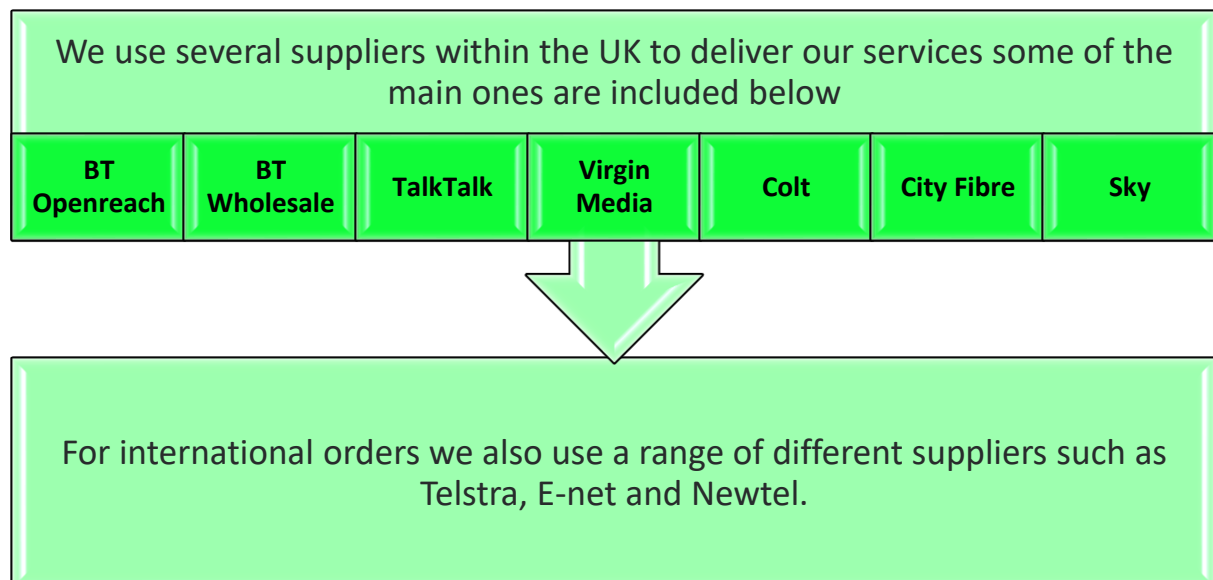 We use several suppliers within the UK to deliver our services some of the
main ones are included below
BT
Openreach
BT
Wholesale
TalkTalk
Virgin
Media
Colt
City Fibre
Sky
For international orders we also use a range of different suppliers such as
Telstra, E-net and Newtel.